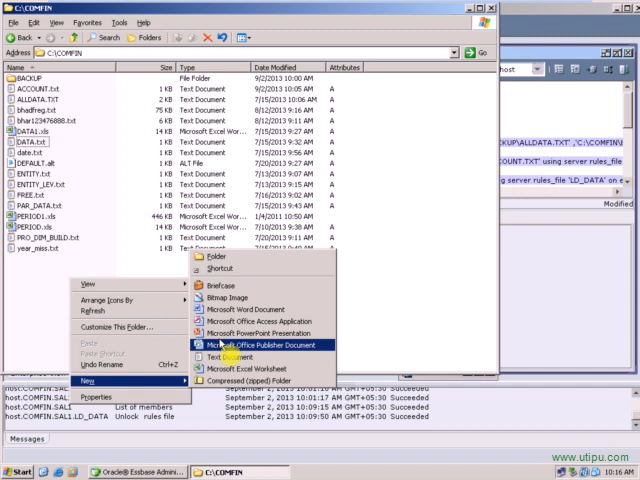 C:\COMFIN
File Edit View Favorites Tools Help
Back Search Folders
Address C:\COMFIN Go
Name Size Type Date Modified Attributes
BACKUP File Folder 9/2/2013 10:00 AM
ACCOUNT.txt 1 KB Text Document 9/2/2013 10:05 AM A
ALLDATA.TXT 2 KB Text Document 7/15/2013 10:06 AM A
bhadfreg.txt 75 KB Text Document 8/12/2013 9:16 AM A
bhar123476888.txt 6 KB Text Document 8/12/2013 9:11 AM A
DATA1.xls 14 KB Microsoft Excel Wor... 7/15/2013 9:27 AM A
DATA.txt 1 KB Text Document 7/15/2013 9:32 AM A
date.txt 1 KB Text Document 7/15/2013 9:52 AM A
DEFAULT.alt 1 KB ALT File 7/20/2013 9:27 AM A
ENTITY.txt 1 KB Text Document 7/13/2013 9:07 AM A
ENTITY_LEV.txt 1 KB Text Document 7/13/2013 9:15 AM A
FREE.txt 1 KB Text Document 7/16/2013 9:02 AM A
PAR_DATA.txt 1 KB Text Document 7/15/2013 9:43 AM A
PERIOD1.xls 446 KB Microsoft Excel Wor... 1/4/2011 10:50 AM A
PERIOD.xls 14 KB Microsoft Excel Wor... 7/10/2013 9:38 AM A
PRO_DIM_BUILD.txt 1 KB Text Document 7/20/2013 9:11 AM A
year_miss.txt 1 KB
View
Arrange Icons By
Refresh
Customize This Folder...
Paste
Paste Shortcut
Undo Rename Ctrl+Z
New
Properties
Folder
Shortcut
Briefcase
Bitmap Image
Microsoft Word Document
Microsoft Office Access Application
Microsoft PowerPoint Presentation
Microsoft Office Publisher Document
Text Document
Microsoft Excel Worksheet
Compressed (zipped) Folder
host
KUP\ALLDATA.TXT' ,'C:\COMFIN\
OUNT.txt' using server rules_file
g server rules_file 'LD_DATA' on e
Modified
host.COMFIN.SAL September 2, 2013 10:01:16 AM GMT+05:30 Succeeded
host.COMFIN.SAL September 2, 2013 10:01:17 AM GMT+05:30 Succeeded
host.COMFIN.SAL1 List of members September 2, 2013 10:09:15 AM GMT+05:30 Succeeded
host.COMFIN.SAL1.LD_DATA Unlock rules file September 2, 2013 10:09:15 AM GMT+05:30 Succeeded
Messages
www.utipu.com
Start Oracle® Essbase Admini... C:\COMFIN 10:16 AM